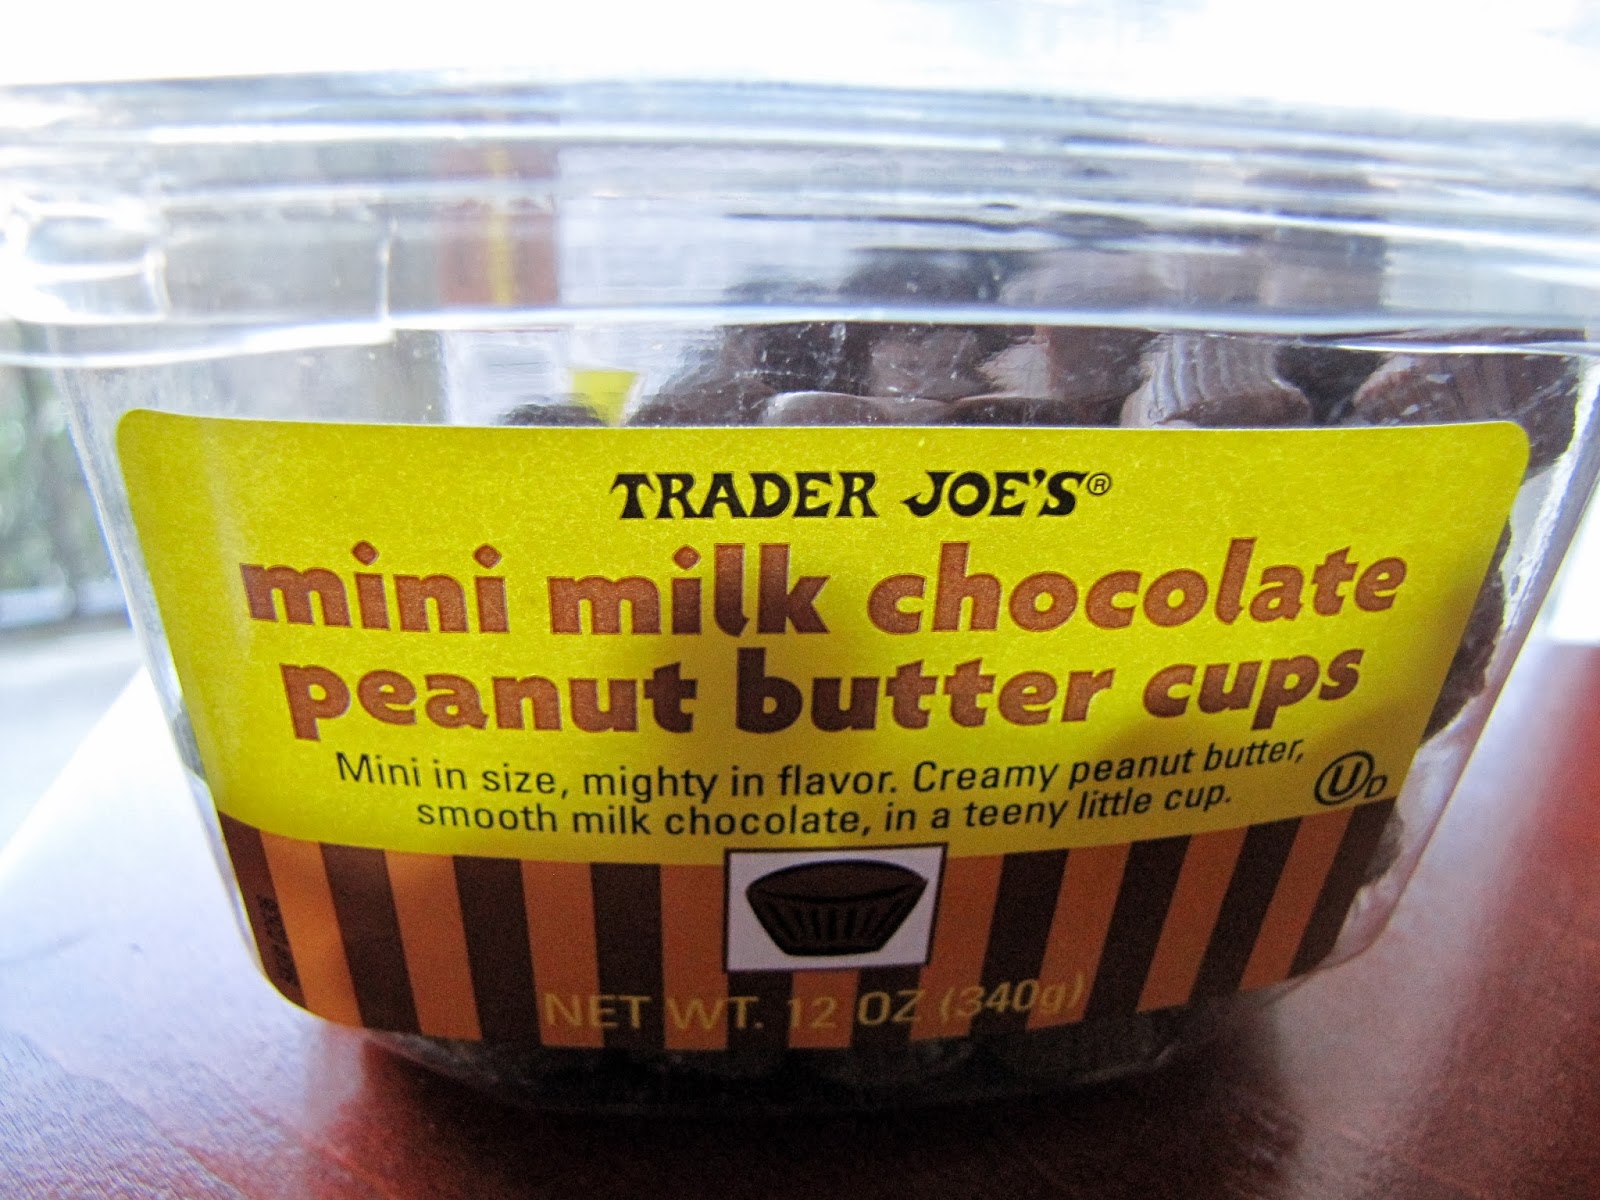 TRADER JOE'S®
mini milk chocolate
peanut butter cups
Mini in size, mighty in flavor. Creamy peanut butter,
smooth milk chocolate, in a teeny little cup.
U D
NET WT. 12 OZ (340g)